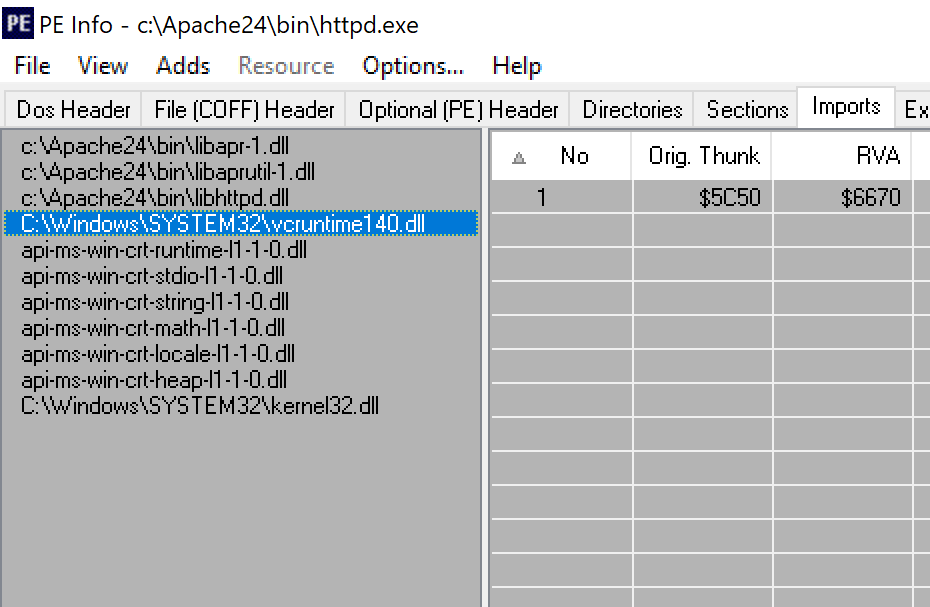 PE PE Info - c:\Apache24\bin\httpd.exe
File View Adds Resource Options... Help
Dos Header File (COFF) Header Optional (PE) Header Directories Sections Imports Ex
c:\Apache24\bin\libapr-1.dll
c:\Apache24\bin\libaprutil-1.dll
c:\Apache24\bin\libhttpd.dll
C:\Windows\SYSTEM32\vcruntime140.dll
api-ms-win-crt-runtime-l1-1-0.dll
api-ms-win-crt-stdio-l1-1-0.dll
api-ms-win-crt-string-l1-1-0.dll
api-ms-win-crt-math-l1-1-0.dll
api-ms-win-crt-locale-l1-1-0.dll
api-ms-win-crt-heap-l1-1-0.dll
C:\Windows\SYSTEM32\kernel32.dll
No Orig. Thunk RVA
1 $5C50 $6670